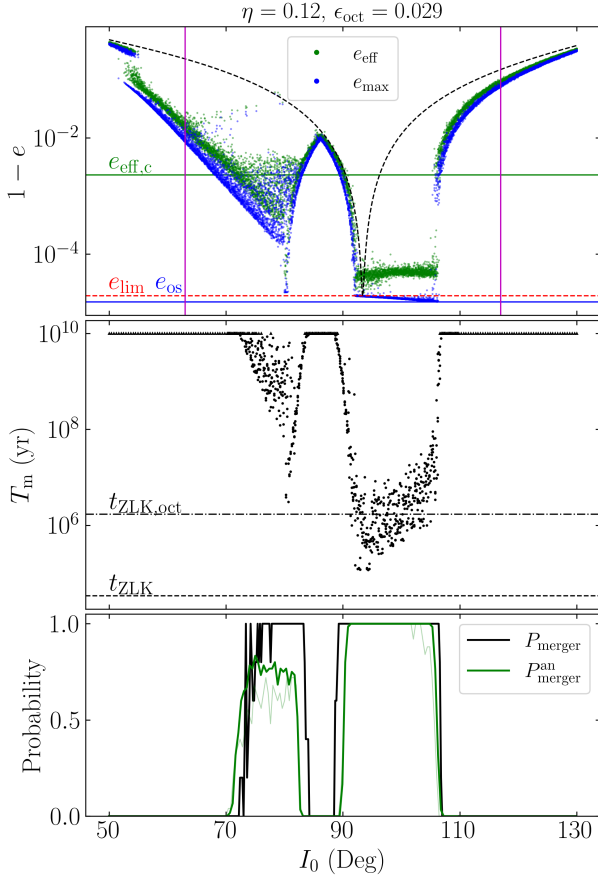 η = 0.12, ϵ_oct = 0.029
e_eff
e_max
10^−2
10^−4
1 − e
e_eff,c
e_lim e_os
10^10
10^8
10^6
T_m (yr)
t_ZLK,oct
t_ZLK
1.0
0.5
0.0
Probability
P_merger
P^an_merger
50 70 90 110 130
I_0 (Deg)